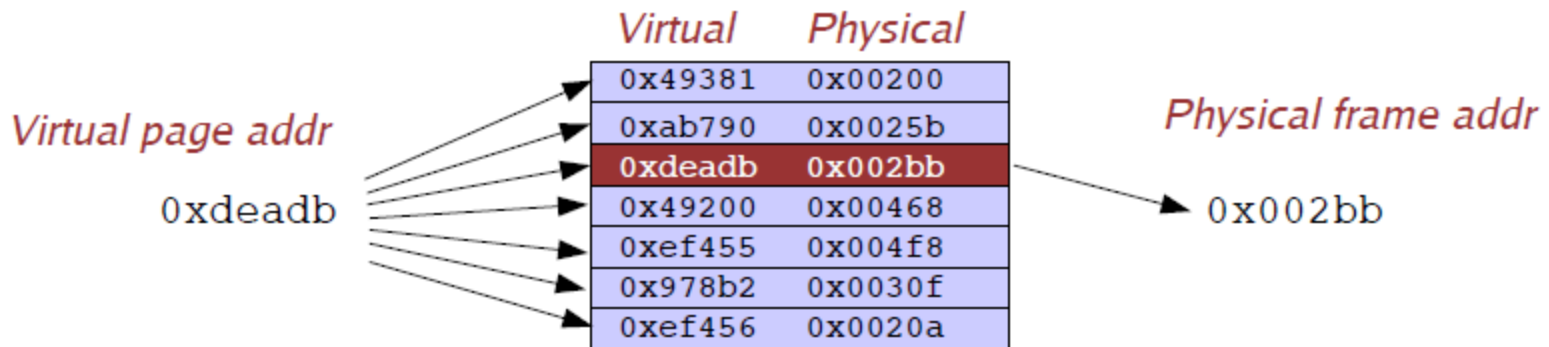 Virtual Physical
0x49381 0x00200
Virtual page addr
Physical frame addr
0xab790 0x0025b
0xdeadb 0x002bb
0xdeadb
0x49200 0x00468
0x002bb
0xef455 0x004f8
0x978b2 0x0030f
0xef456 0x0020a